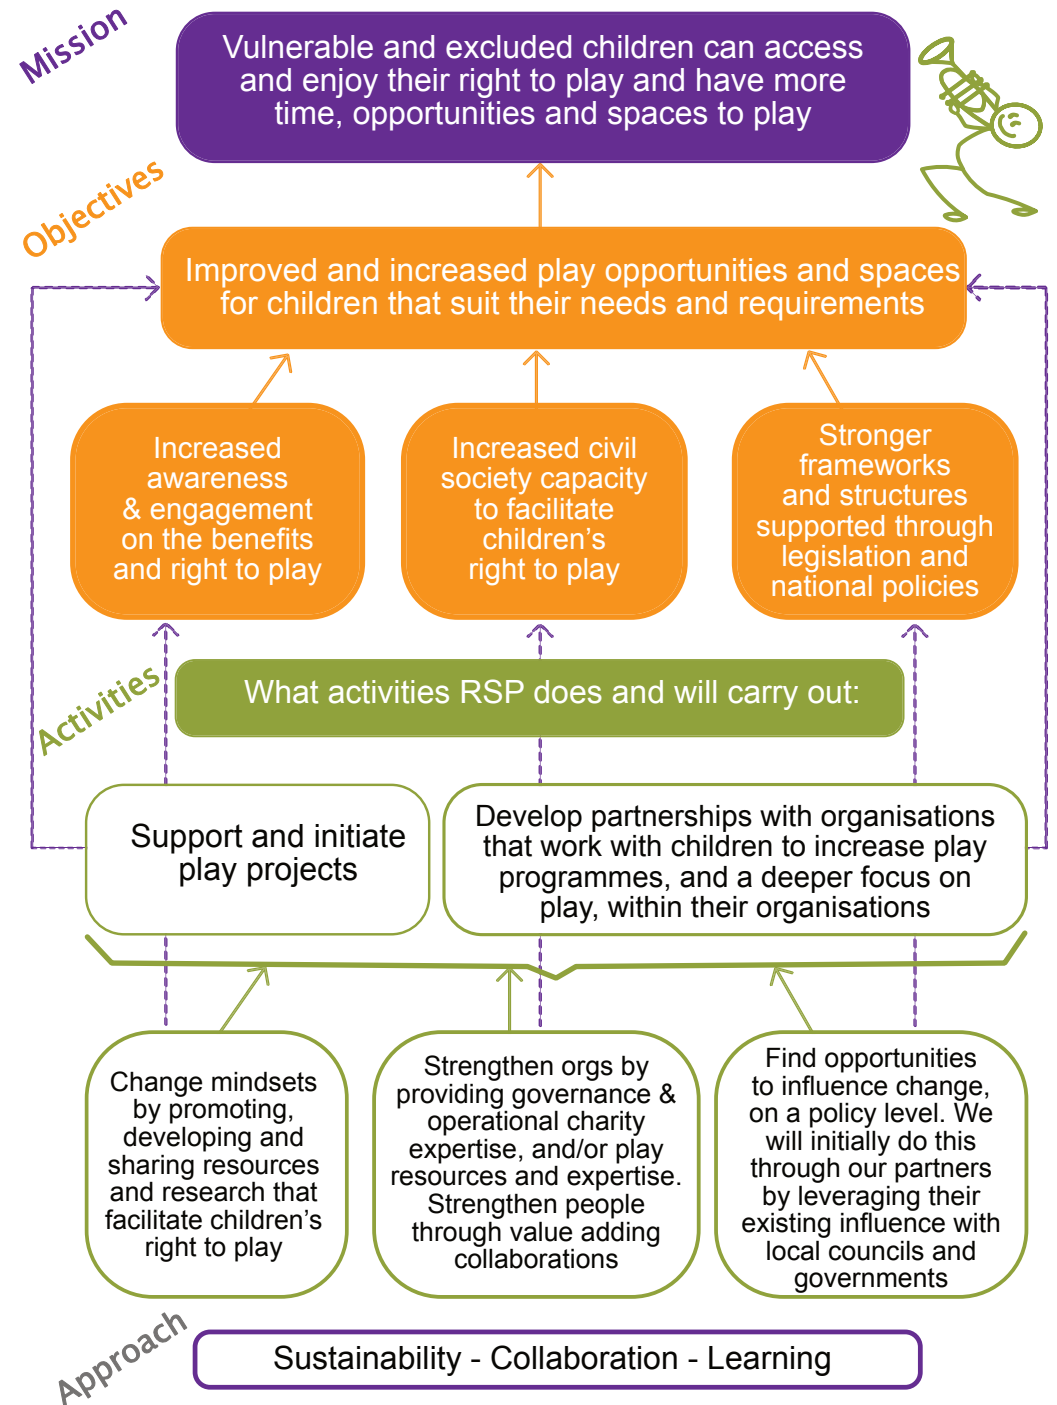 Mission
Vulnerable and excluded children can access
and enjoy their right to play and have more
time, opportunities and spaces to play
Objectives
Improved and increased play opportunities and spaces
for children that suit their needs and requirements
Increased
awareness
& engagement
on the benefits
and right to play
Increased civil
society capacity
to facilitate
children’s
right to play
Stronger
frameworks
and structures
supported through
legislation and
national policies
Activities
What activities RSP does and will carry out:
Support and initiate
play projects
Develop partnerships with organisations
that work with children to increase play
programmes, and a deeper focus on
play, within their organisations
Change mindsets
by promoting,
developing and
sharing resources
and research that
facilitate children’s
right to play
Strengthen orgs by
providing governance &
operational charity
expertise, and/or play
resources and expertise.
Strengthen people
through value adding
collaborations
Find opportunities
to influence change,
on a policy level. We
will initially do this
through our partners
by leveraging their
existing influence with
local councils and
governments
Approach
Sustainability - Collaboration - Learning